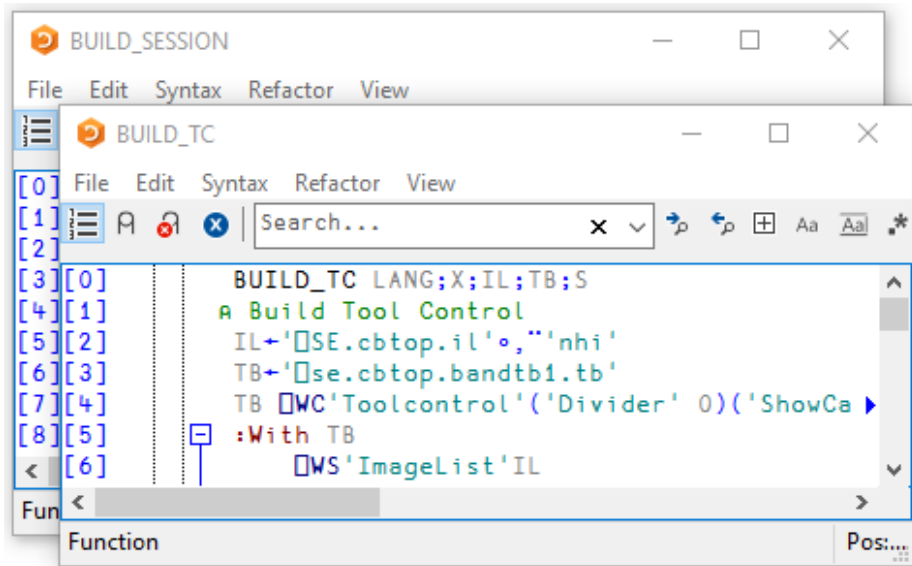 BUILD_SESSION
File Edit Syntax Refactor View
BUILD_TC
File Edit Syntax Refactor View
Search...
Aa Aa .*
[0]
[1]
[2]
[3]
[4]
[5]
[6]
[7]
[8]
[0] BUILD_TC LANG;X;IL;TB;S
[1] ⍝ Build Tool Control
[2] IL←'⎕SE.cbtop.il'∘,¨'nhi'
[3] TB←'⎕se.cbtop.bandtb1.tb'
[4] TB ⎕WC'Toolcontrol'('Divider' 0)('ShowCa
[5] :With TB
[6] ⎕WS'ImageList'IL
Fun
Function Pos:...